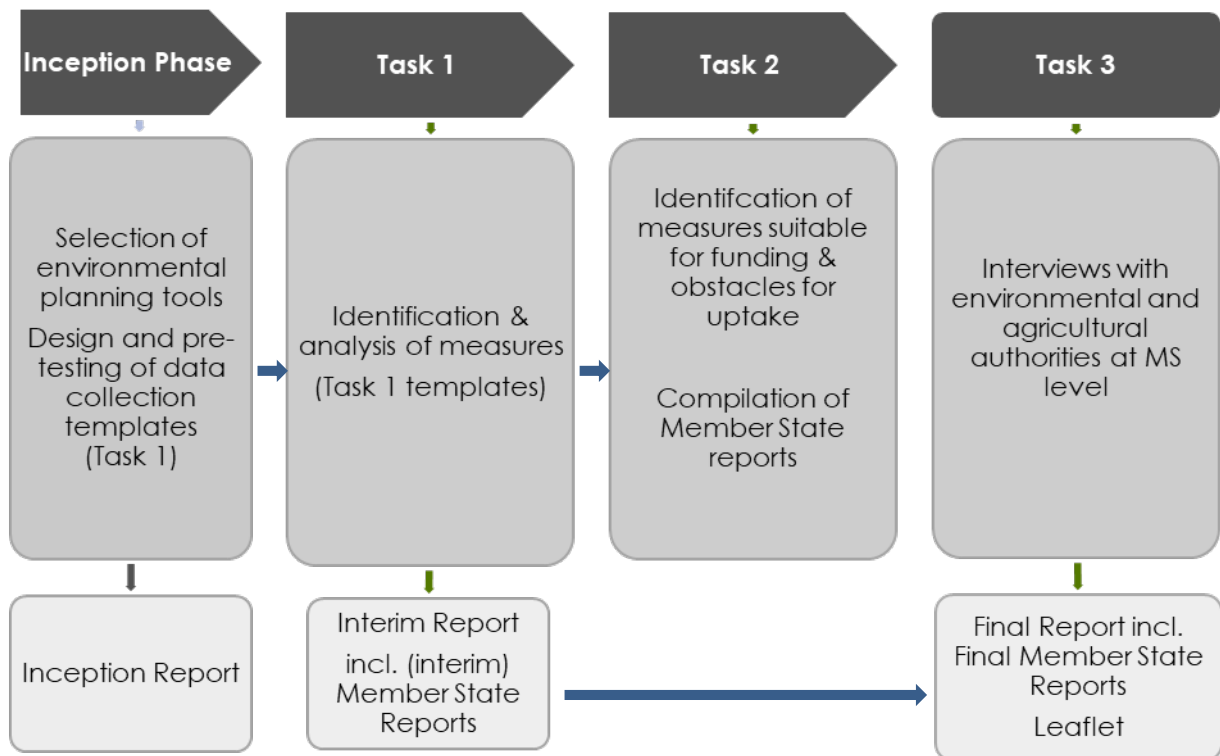 Inception Phase
Task 1
Task 2
Task 3
Selection of
environmental
planning tools
Design and pre-
testing of data
collection
templates
(Task 1)
Identification &
analysis of measures
(Task 1 templates)
Identifcation of
measures suitable
for funding &
obstacles for
uptake
Compilation of
Member State
reports
Interviews with
environmental and
agricultural
authorities at MS
level
Inception Report
Interim Report
incl. (interim)
Member State
Reports
Final Report incl.
Final Member State
Reports
Leaflet